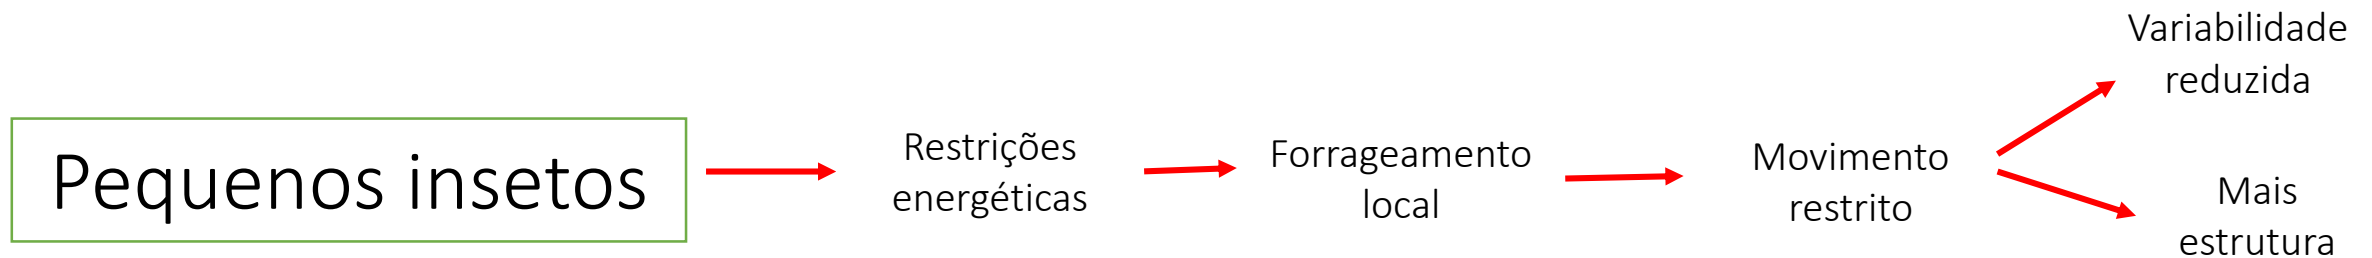 Pequenos insetos
Restrições
energéticas
Forrageamento
local
Movimento
restrito
Variabilidade
reduzida
Mais
estrutura